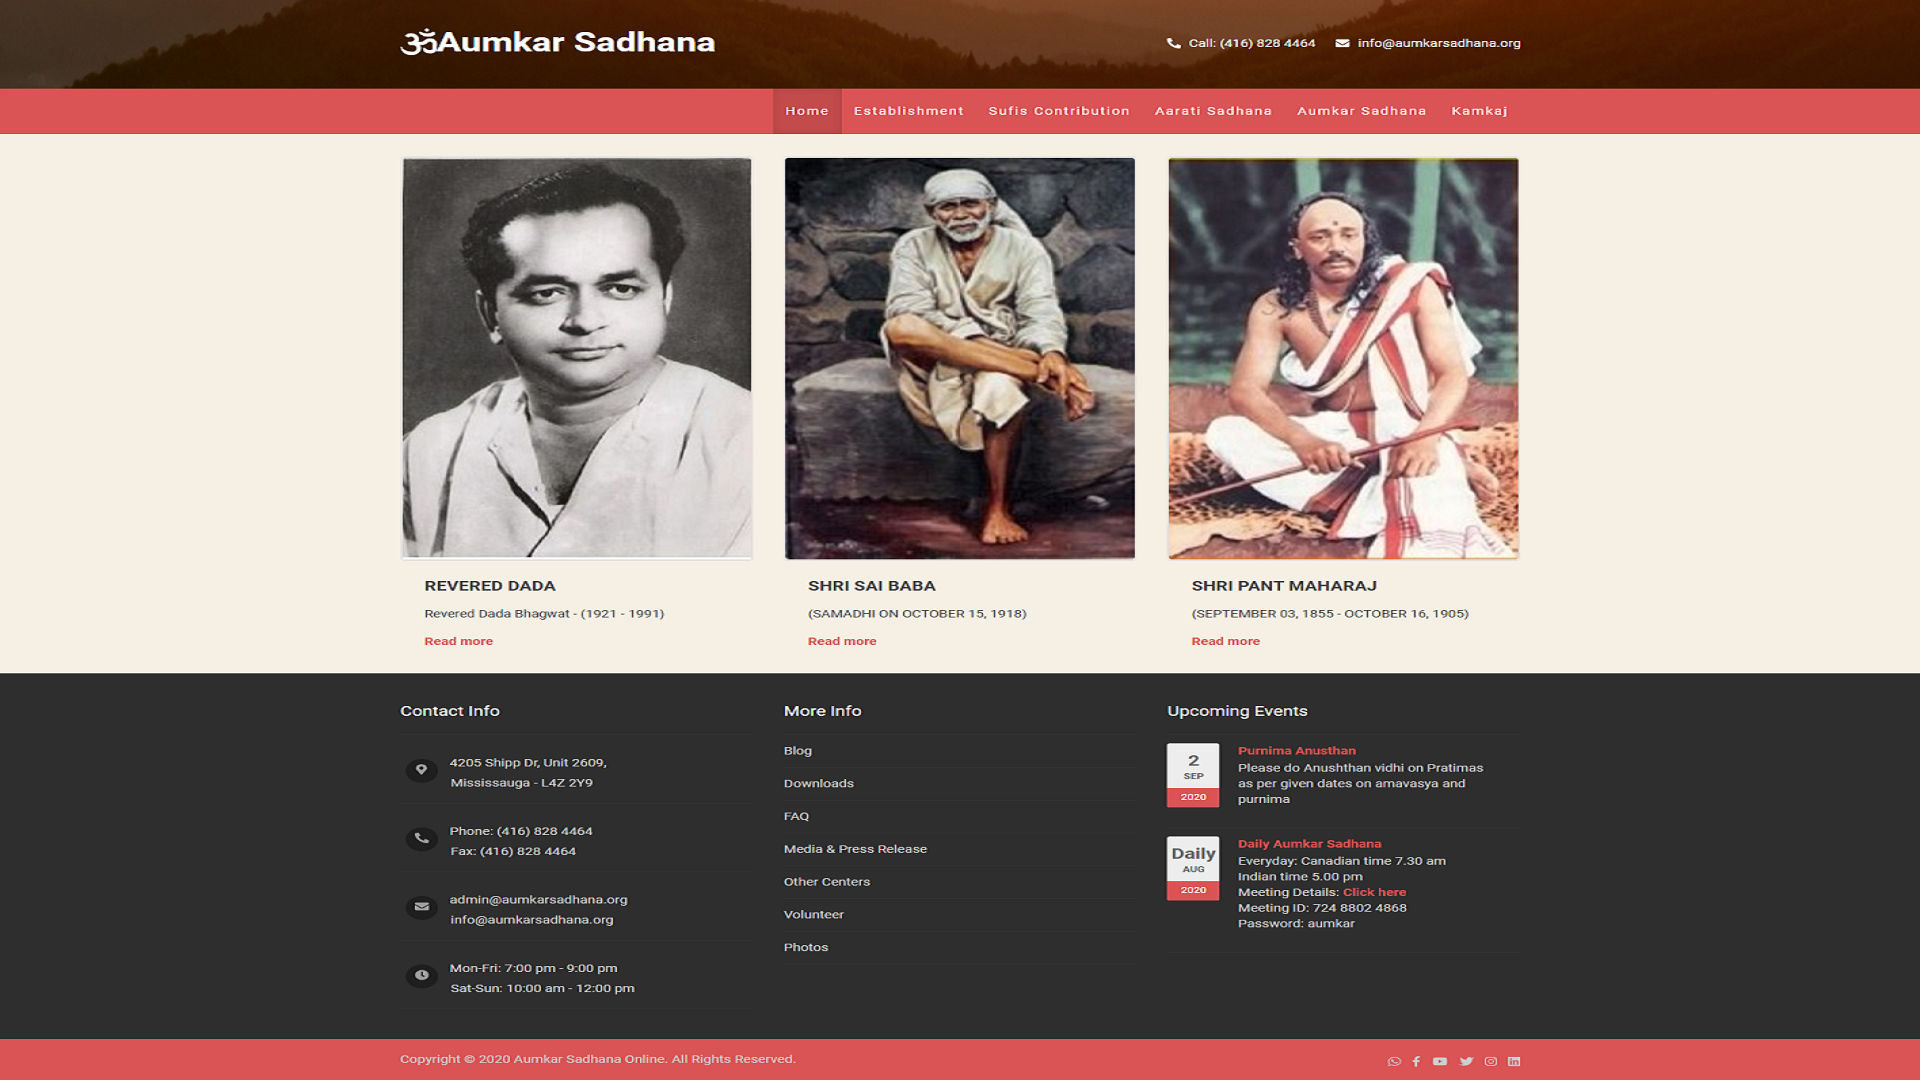 ॐAumkar Sadhana
Call: (416) 828 4464
info@aumkarsadhana.org
Home
Establishment
Sufis Contribution
Aarati Sadhana
Aumkar Sadhana
Kamkaj
REVERED DADA
Revered Dada Bhagwat - (1921 - 1991)
Read more
SHRI SAI BABA
(SAMADHI ON OCTOBER 15, 1918)
Read more
SHRI PANT MAHARAJ
(SEPTEMBER 03, 1855 - OCTOBER 16, 1905)
Read more
Contact Info
4205 Shipp Dr, Unit 2609,
Mississauga - L4Z 2Y9
Phone: (416) 828 4464
Fax: (416) 828 4464
admin@aumkarsadhana.org
info@aumkarsadhana.org
Mon-Fri: 7:00 pm - 9:00 pm
Sat-Sun: 10:00 am - 12:00 pm
More Info
Blog
Downloads
FAQ
Media & Press Release
Other Centers
Volunteer
Photos
Upcoming Events
2
SEP
2020
Purnima Anusthan
Please do Anushthan vidhi on Pratimas
as per given dates on amavasya and
purnima
Daily
AUG
2020
Daily Aumkar Sadhana
Everyday: Canadian time 7.30 am
Indian time 5.00 pm
Meeting Details: Click here
Meeting ID: 724 8802 4868
Password: aumkar
Copyright © 2020 Aumkar Sadhana Online. All Rights Reserved.